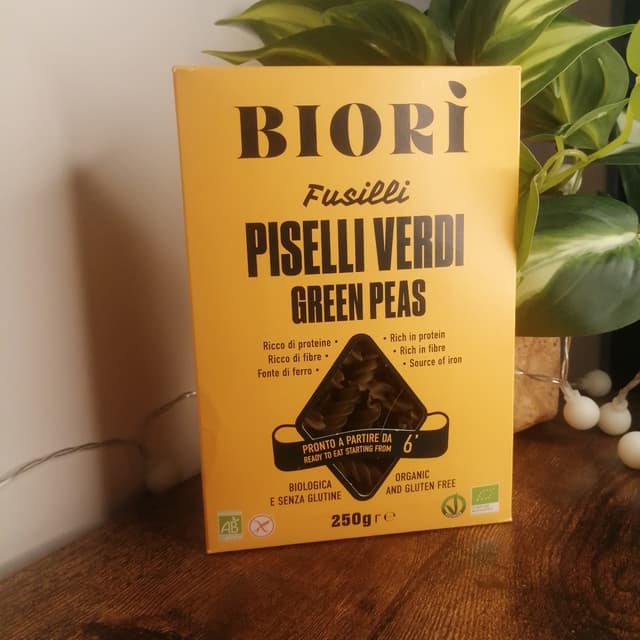 BIORÌ
Fusilli
PISELLI VERDI
GREEN PEAS
Ricco di proteine •
Ricco di fibre •
Fonte di ferro •
• Rich in protein
• Rich in fibre
• Source of iron
PRONTO A PARTIRE DA
READY TO EAT STARTING FROM
6'
BIOLOGICA
E SENZA GLUTINE
ORGANIC
AND GLUTEN FREE
AB
250g r e